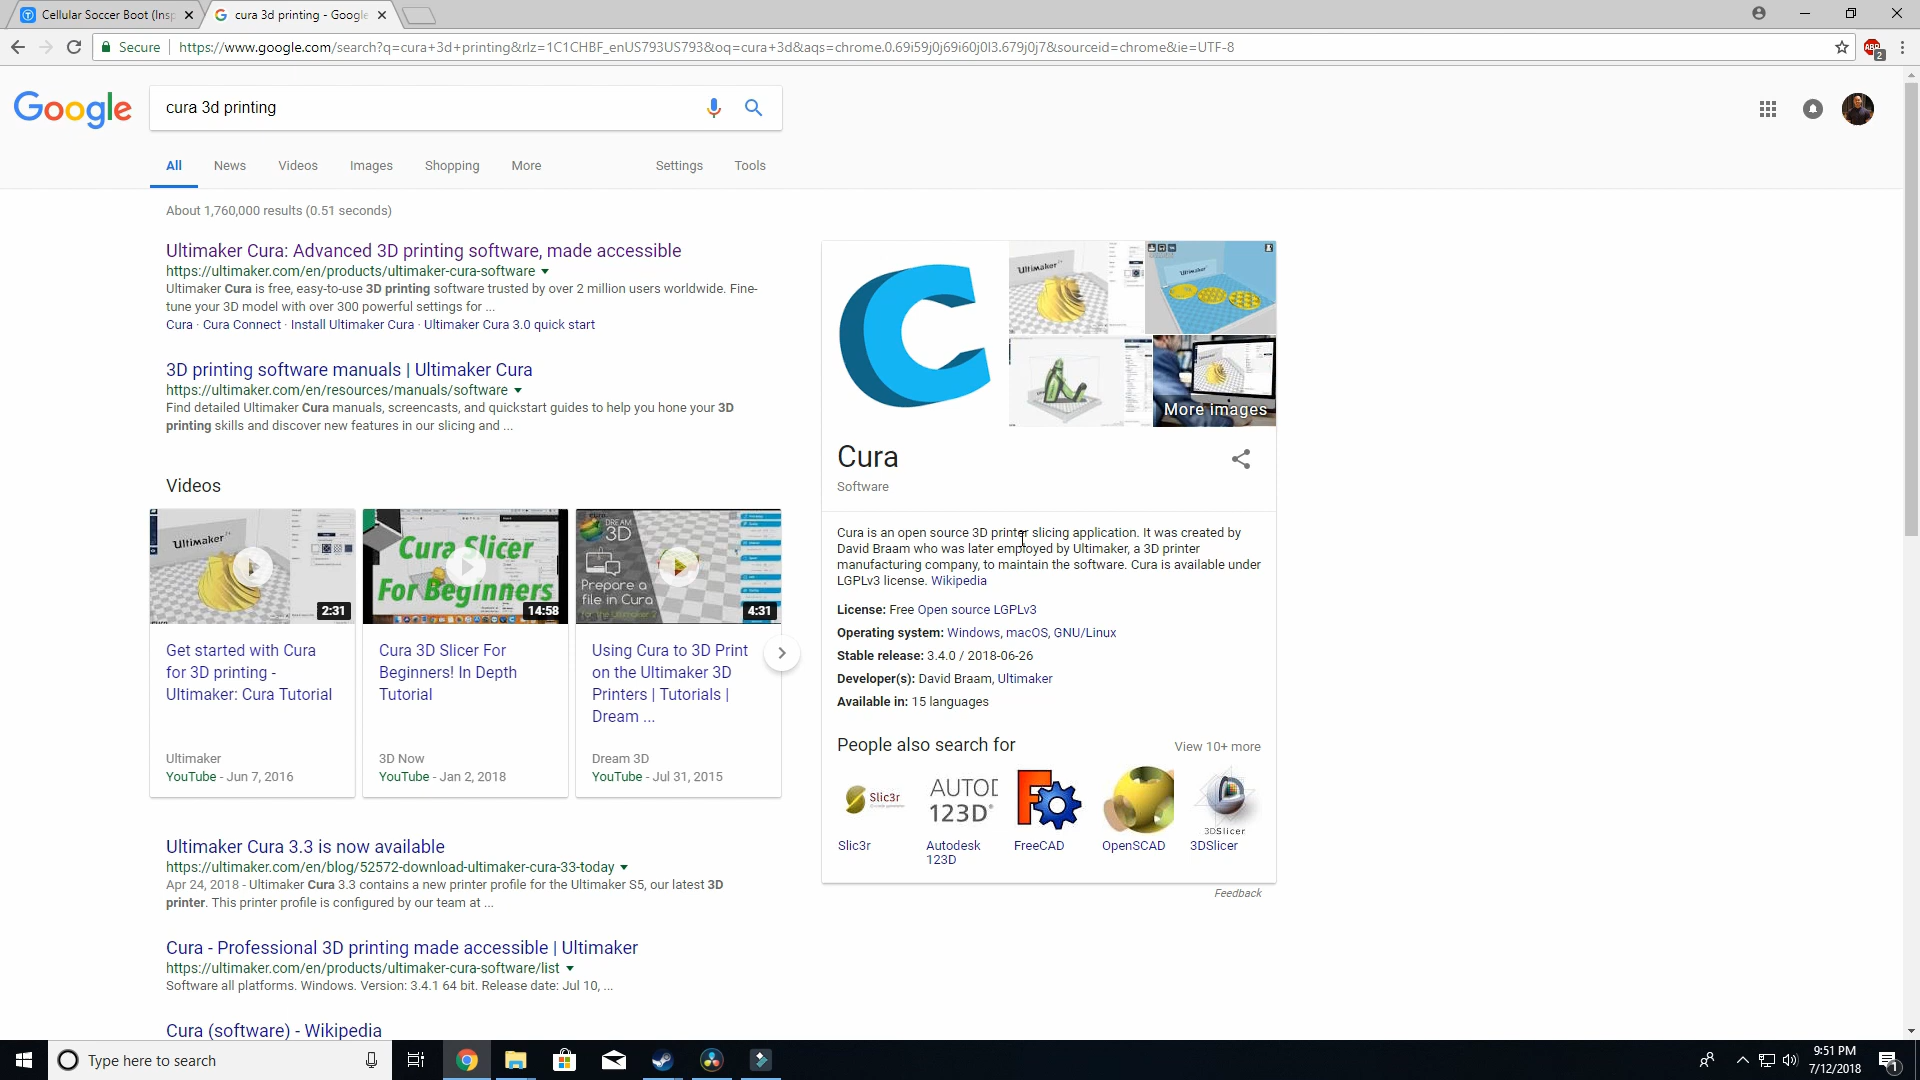 Cellular Soccer Boot (Insp
cura 3d printing - Google
Secure
https://www.google.com/search?q=cura+3d+printing&rlz=1C1CHBF_enUS793US793&oq=cura+3d&aqs=chrome.0.69i59j0j69i60j0l3.679j0j7&sourceid=chrome&ie=UTF-8
ABP
2
Google
cura 3d printing
All
News
Videos
Images
Shopping
More
Settings
Tools
About 1,760,000 results (0.51 seconds)
Ultimaker Cura: Advanced 3D printing software, made accessible
https://ultimaker.com/en/products/ultimaker-cura-software
Ultimaker Cura is free, easy-to-use 3D printing software trusted by over 2 million users worldwide. Fine-
tune your 3D model with over 300 powerful settings for ...
Cura · Cura Connect · Install Ultimaker Cura · Ultimaker Cura 3.0 quick start
3D printing software manuals | Ultimaker Cura
https://ultimaker.com/en/resources/manuals/software
Find detailed Ultimaker Cura manuals, screencasts, and quickstart guides to help you hone your 3D
printing skills and discover new features in our slicing and ...
Videos
Ultimaker
2:31
Cura Slicer
For Beginners
14:58
DREAM
3D
Prepare a
file in Cura
for the Ultimaker 2
4:31
Get started with Cura
for 3D printing -
Ultimaker: Cura Tutorial
Ultimaker
YouTube - Jun 7, 2016
Cura 3D Slicer For
Beginners! In Depth
Tutorial
3D Now
YouTube - Jan 2, 2018
Using Cura to 3D Print
on the Ultimaker 3D
Printers | Tutorials |
Dream ...
Dream 3D
YouTube - Jul 31, 2015
Ultimaker Cura 3.3 is now available
https://ultimaker.com/en/blog/52572-download-ultimaker-cura-33-today
Apr 24, 2018 - Ultimaker Cura 3.3 contains a new printer profile for the Ultimaker S5, our latest 3D
printer. This printer profile is configured by our team at ...
Cura - Professional 3D printing made accessible | Ultimaker
https://ultimaker.com/en/products/ultimaker-cura-software/list
Software all platforms. Windows. Version: 3.4.1 64 bit. Release date: Jul 10, ...
Cura (software) - Wikipedia
C
Ultimaker
Ultimaker
More images
Cura
Software
Cura is an open source 3D printer slicing application. It was created by
David Braam who was later employed by Ultimaker, a 3D printer
manufacturing company, to maintain the software. Cura is available under
LGPLv3 license. Wikipedia
License: Free Open source LGPLv3
Operating system: Windows, macOS, GNU/Linux
Stable release: 3.4.0 / 2018-06-26
Developer(s): David Braam, Ultimaker
Available in: 15 languages
People also search for
View 10+ more
Slic3r
AUTOD
123D
3DSlicer
Slic3r
Autodesk
123D
FreeCAD
OpenSCAD
3DSlicer
Feedback
Type here to search
9:51 PM
7/12/2018
1